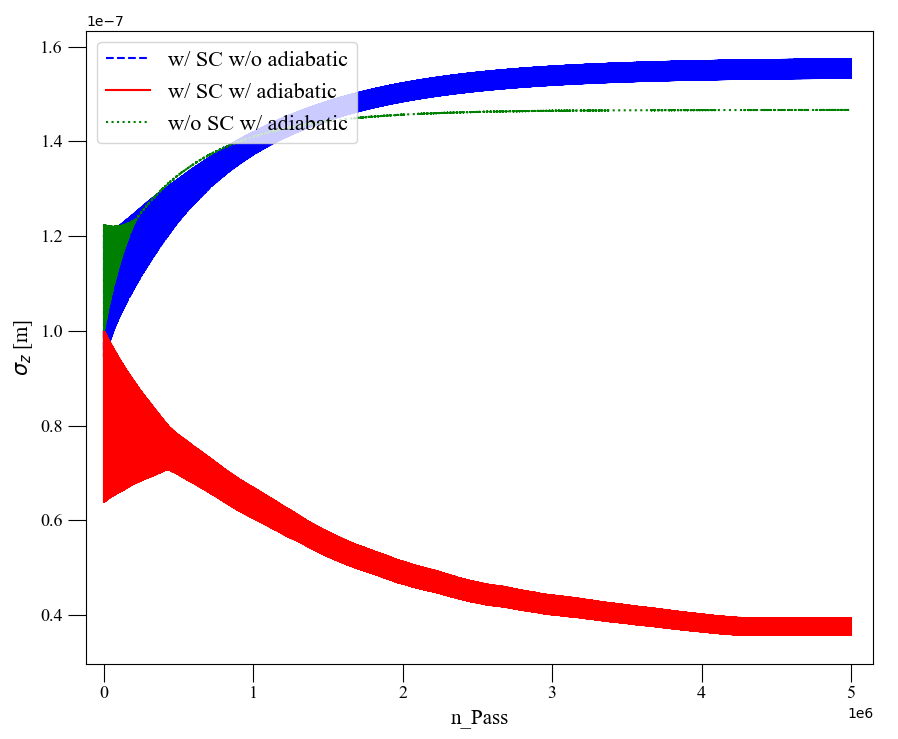 1e−7
1.6
w/ SC w/o adiabatic
w/ SC w/ adiabatic
w/o SC w/ adiabatic
1.4
1.2
1.0
0.8
0.6
0.4
σz [m]
0 1 2 3 4 5
1e6
n_Pass